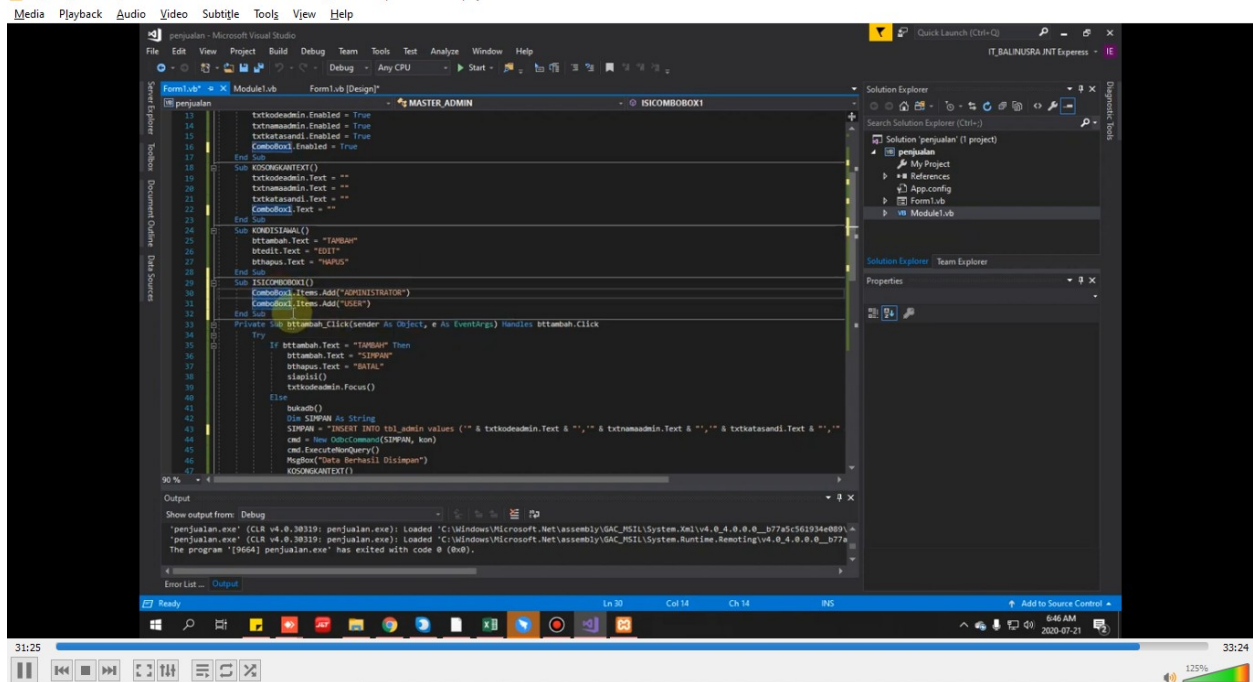 Media Playback Audio Video Subtitle Tools View Help
penjualan - Microsoft Visual Studio
Quick Launch (Ctrl+Q)
File Edit View Project Build Debug Team Tools Test Analyze Window Help
IT_BALINUSRA JNT Experess
IE
Debug Any CPU Start
Server Explorer
Toolbox
Document Outline
Data Sources
Form1.vb* Module1.vb Form1.vb [Design]*
penjualan MASTER_ADMIN ISICOMBOBOX1
13 txtkodeadmin.Enabled = True
14 txtnamaadmin.Enabled = True
15 txtkatasandi.Enabled = True
16 ComboBox1.Enabled = True
17 End Sub
18 Sub KOSONGKANTEXT()
19 txtkodeadmin.Text = ""
20 txtnamaadmin.Text = ""
21 txtkatasandi.Text = ""
22 ComboBox1.Text = ""
23 End Sub
24 Sub KONDISIAWAL()
25 bttambah.Text = "TAMBAH"
26 btedit.Text = "EDIT"
27 bthapus.Text = "HAPUS"
28 End Sub
29 Sub ISICOMBOBOX1()
30 ComboBox1.Items.Add("ADMINISTRATOR")
31 ComboBox1.Items.Add("USER")
32 End Sub
33 Private Sub bttambah_Click(sender As Object, e As EventArgs) Handles bttambah.Click
34 Try
35 If bttambah.Text = "TAMBAH" Then
36 bttambah.Text = "SIMPAN"
37 bthapus.Text = "BATAL"
38 siapisi()
39 txtkodeadmin.Focus()
40 Else
41 bukadb()
42 Dim SIMPAN As String
43 SIMPAN = "INSERT INTO tbl_admin values ('" & txtkodeadmin.Text & "','" & txtnamaadmin.Text & "','" & txtkatasandi.Text & "','"
44 cmd = New OdbcCommand(SIMPAN, kon)
45 cmd.ExecuteNonQuery()
46 MsgBox("Data Berhasil Disimpan")
47 KOSONGKANTEXT()
90 %
Output
Show output from: Debug
'penjualan.exe' (CLR v4.0.30319: penjualan.exe): Loaded 'C:\Windows\Microsoft.Net\assembly\GAC_MSIL\System.Xml\v4.0_4.0.0.0__b77a5c561934e089\
'penjualan.exe' (CLR v4.0.30319: penjualan.exe): Loaded 'C:\Windows\Microsoft.Net\assembly\GAC_MSIL\System.Runtime.Remoting\v4.0_4.0.0.0__b77a
The program '[9664] penjualan.exe' has exited with code 0 (0x0).
Error List ... Output
Solution Explorer
Search Solution Explorer (Ctrl+;)
Solution 'penjualan' (1 project)
penjualan
My Project
References
App.config
Form1.vb
Module1.vb
Solution Explorer Team Explorer
Properties
Diagnostic Tools
Ready Ln 30 Col 14 Ch 14 INS Add to Source Control
6:46 AM
2020-07-21
2
31:25 33:24
125%